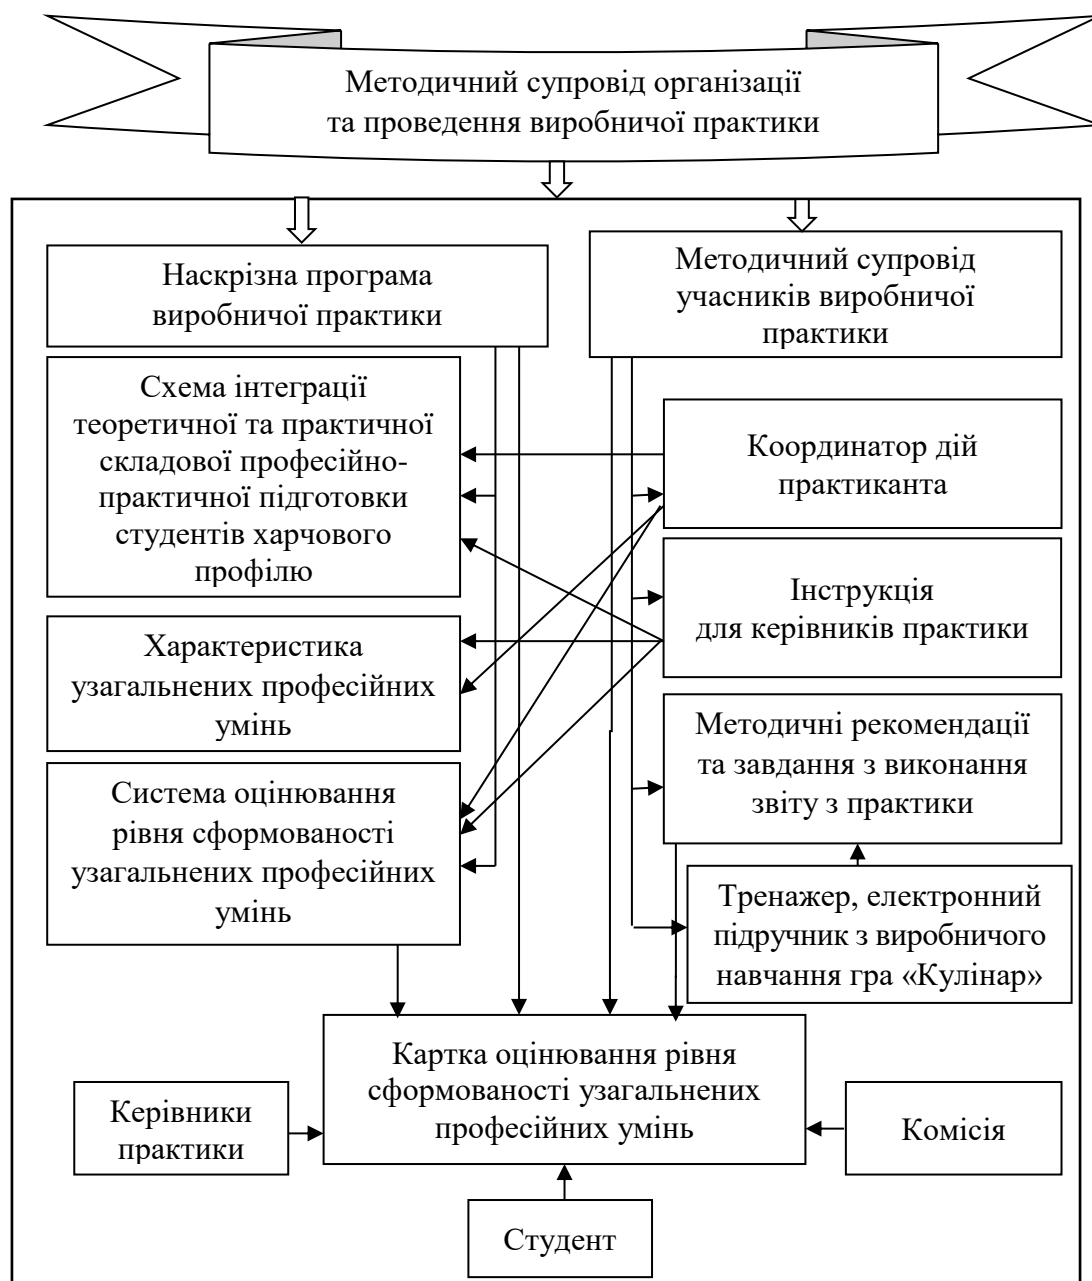 Методичний супровід організації
та проведення виробничої практики
Наскрізна програма
виробничої практики
Методичний супровід
учасників виробничої
практики
Схема інтеграції
теоретичної та практичної
складової професійно-
практичної підготовки
студентів харчового
профілю
Координатор дій
практиканта
Інструкція
для керівників практики
Характеристика
узагальнених професійних
умінь
Методичні рекомендації
та завдання з виконання
звіту з практики
Система оцінювання
рівня сформованості
узагальнених професійних
умінь
Тренажер, електронний
підручник з виробничого
навчання гра «Кулінар»
Картка оцінювання рівня
сформованості узагальнених
професійних умінь
Керівники
практики
Комісія
Студент